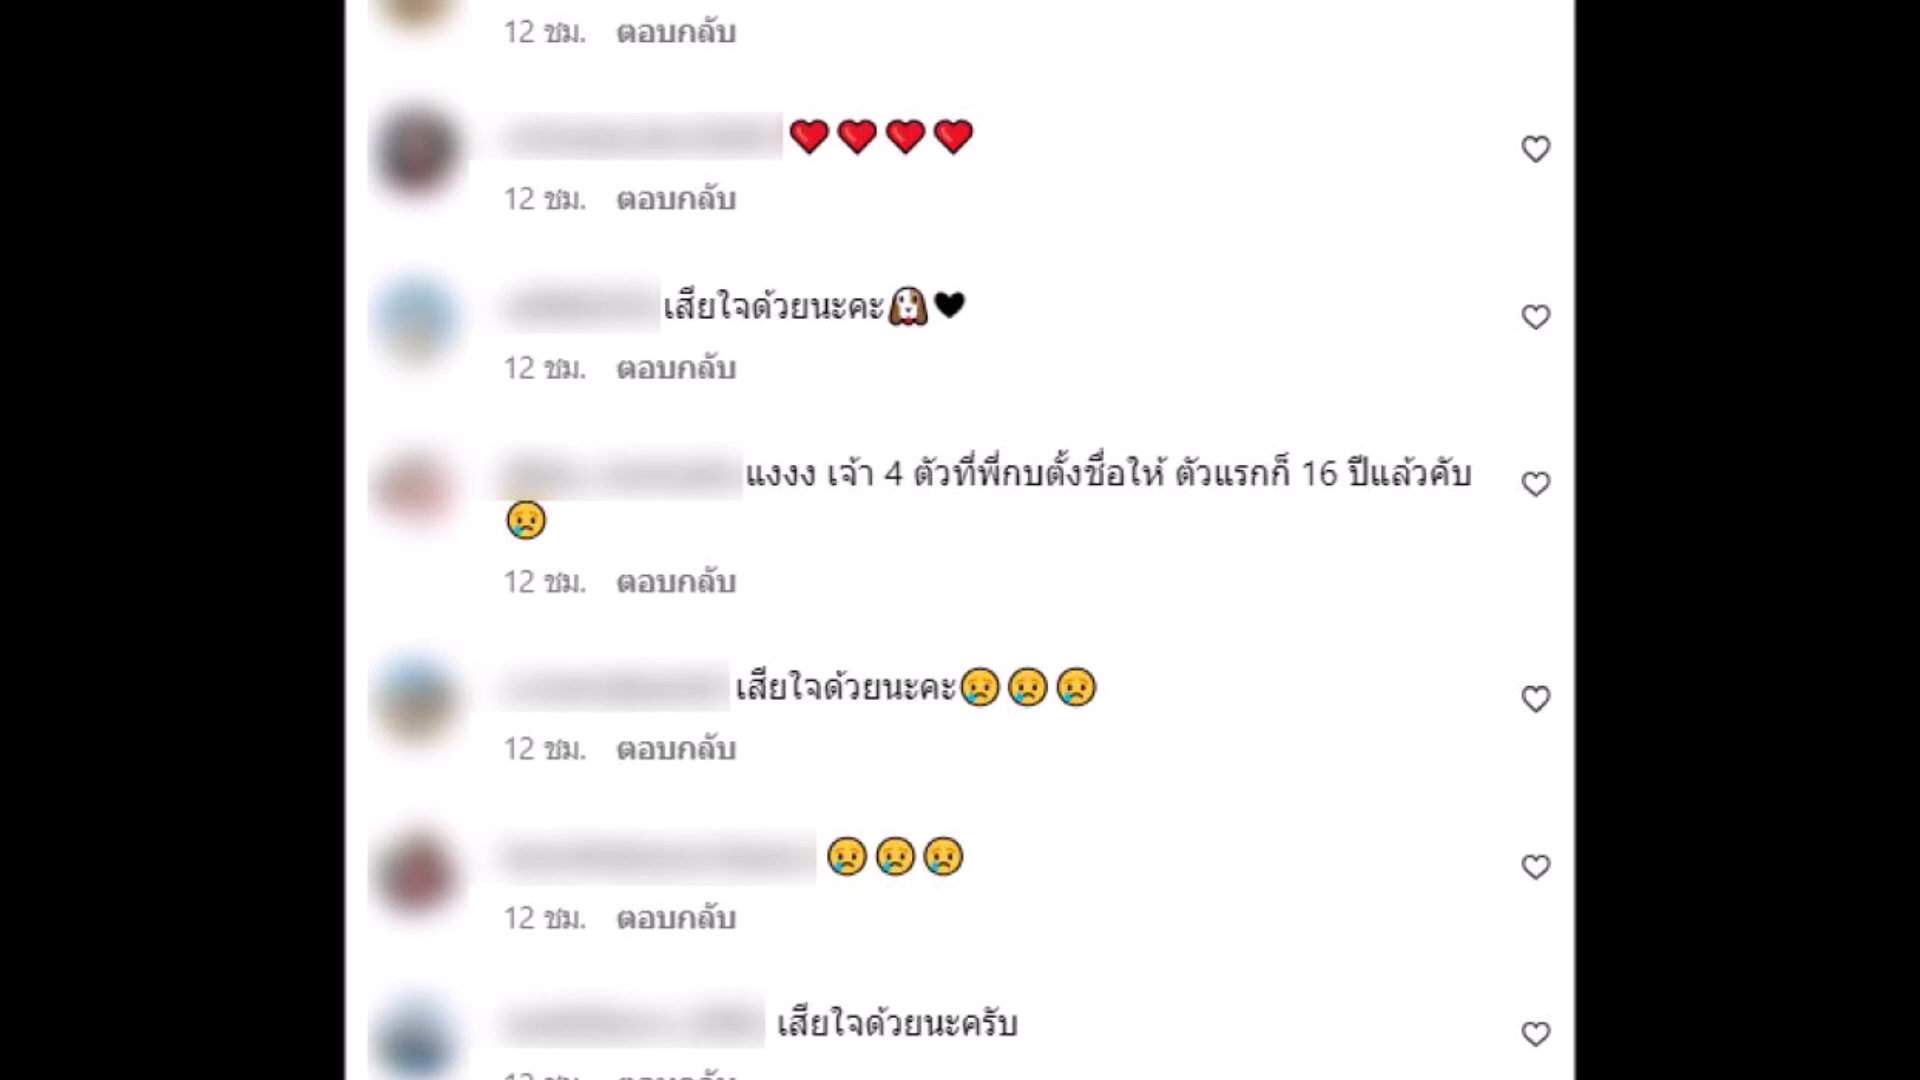 12 ชม. ตอบกลับ
❤️❤️❤️❤️
12 ชม. ตอบกลับ
เสียใจด้วยนะคะ🐶🖤
12 ชม. ตอบกลับ
แงงง เจ้า 4 ตัวที่พี่กบตั้งชื่อให้ ตัวแรกก็ 16 ปีแล้วคับ
😢
12 ชม. ตอบกลับ
เสียใจด้วยนะคะ😢😢😢
12 ชม. ตอบกลับ
😢😢😢
12 ชม. ตอบกลับ
เสียใจด้วยนะครับ